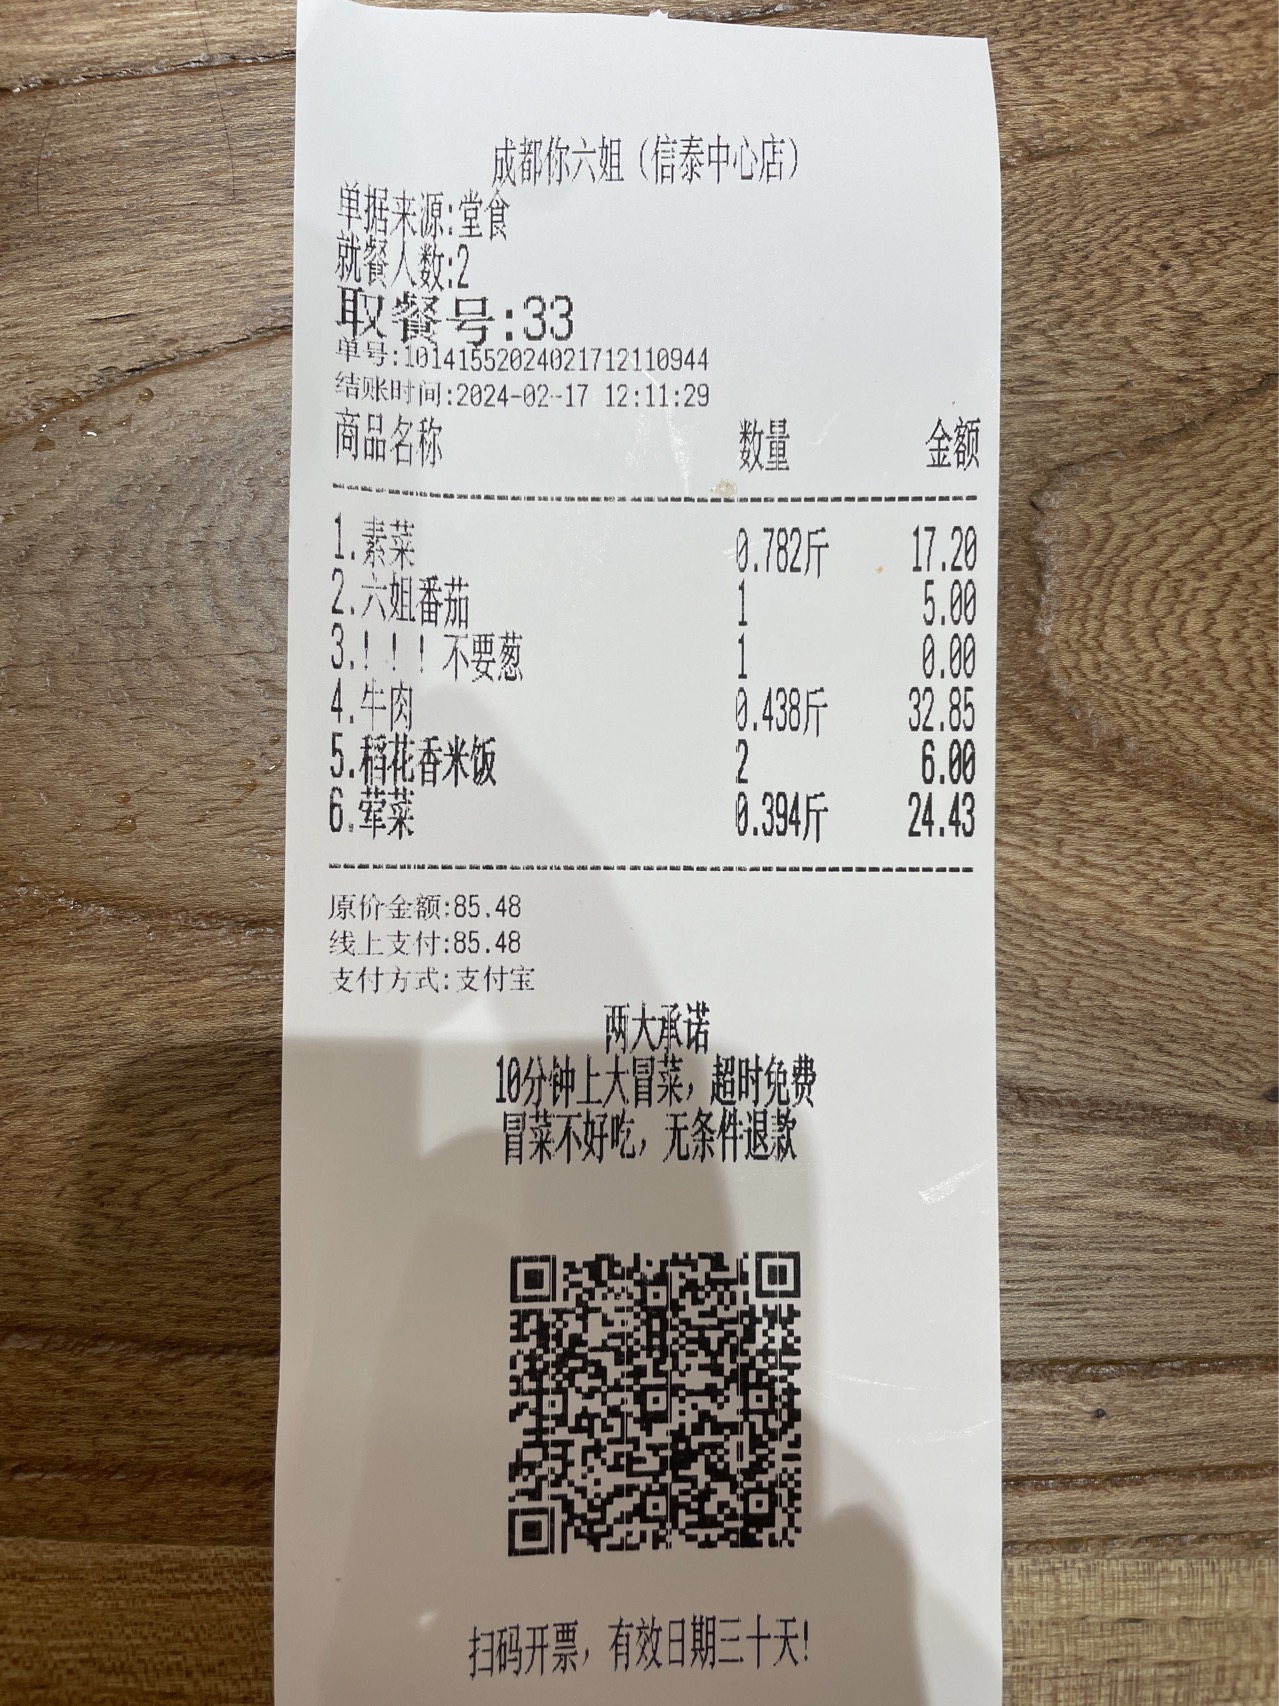 成都你六姐（信泰中心店）
单据来源:堂食
就餐人数:2
取餐号:33
单号:10141552024021712110944
结账时间:2024-02-17 12:11:29
商品名称 数量 金额
1.素菜 0.782斤 17.20
2.六姐番茄 1 5.00
3.！！！不要葱 1 0.00
4.牛肉 0.438斤 32.85
5.稻花香米饭 2 6.00
6.荤菜 0.394斤 24.43
原价金额:85.48
线上支付:85.48
支付方式:支付宝
两大承诺
10分钟上大冒菜，超时免费
冒菜不好吃，无条件退款
扫码开票，有效日期三十天!